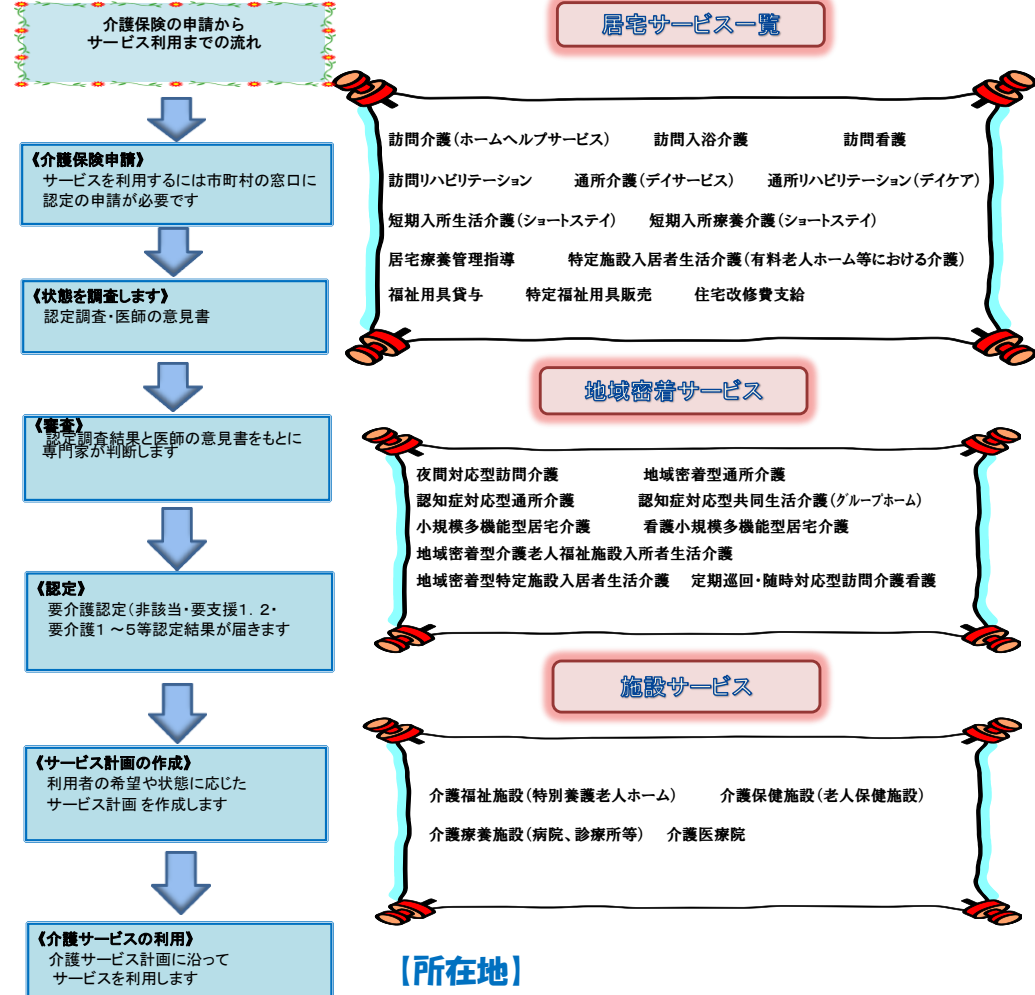 介護保険の申請から
サービス利用までの流れ
《介護保険申請》
サービスを利用するには市町村の窓口に
認定の申請が必要です
《状態を調査します》
認定調査・医師の意見書
《審査》
認定調査結果と医師の意見書をもとに
専門家が判断します
《認定》
要介護認定(非該当・要支援1．2・
要介護1～5等認定結果が届きます
《サービス計画の作成》
利用者の希望や状態に応じた
サービス計画を作成します
《介護サービスの利用》
介護サービス計画に沿って
サービスを利用します
居宅サービス一覧
訪問介護(ホームヘルプサービス) 訪問入浴介護 訪問看護
訪問リハビリテーション 通所介護(デイサービス) 通所リハビリテーション(デイケア)
短期入所生活介護(ショートステイ) 短期入所療養介護(ショートステイ)
居宅療養管理指導 特定施設入居者生活介護(有料老人ホーム等における介護)
福祉用具貸与 特定福祉用具販売 住宅改修費支給
地域密着サービス
夜間対応型訪問介護 地域密着型通所介護
認知症対応型通所介護 認知症対応型共同生活介護(グループホーム)
小規模多機能型居宅介護 看護小規模多機能型居宅介護
地域密着型介護老人福祉施設入所者生活介護
地域密着型特定施設入居者生活介護 定期巡回・随時対応型訪問介護看護
施設サービス
介護福祉施設(特別養護老人ホーム) 介護保健施設(老人保健施設)
介護療養施設(病院、診療所等) 介護医療院
【所在地】